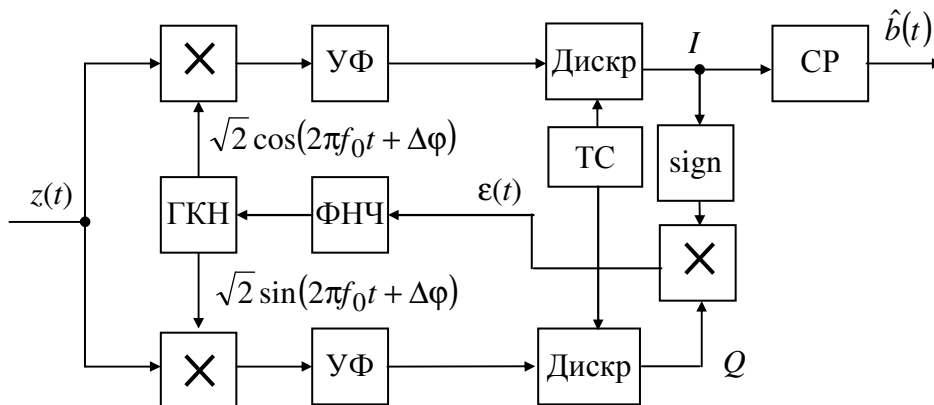 × УФ Дискр I СР b̂(t)
√2 cos(2πf₀t + Δφ)
ТС sign
z(t) ГКН ФНЧ ε(t)
×
√2 sin(2πf₀t + Δφ)
× УФ Дискр Q